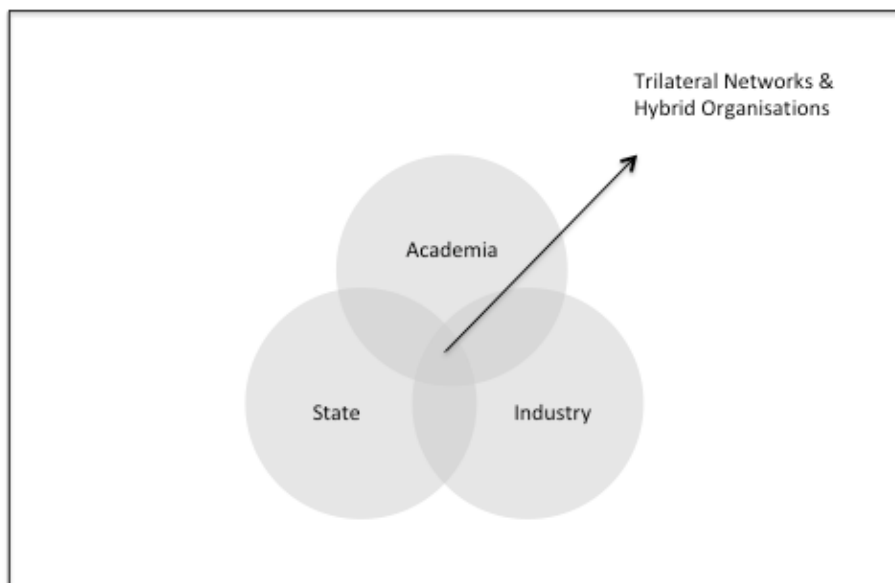 Trilateral Networks &
Hybrid Organisations
Academia
State
Industry